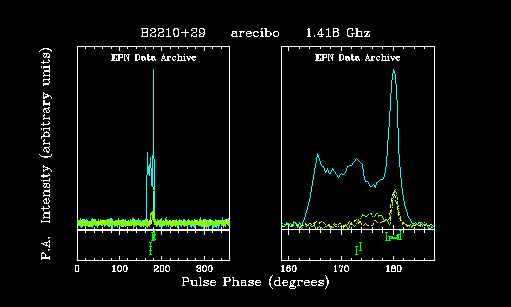 B2210+29 arecibo 1.418 Ghz
EPN Data Archive EPN Data Archive
P.A. Intensity (arbitrary units)
0 100 200 300 160 170 180
Pulse Phase (degrees)